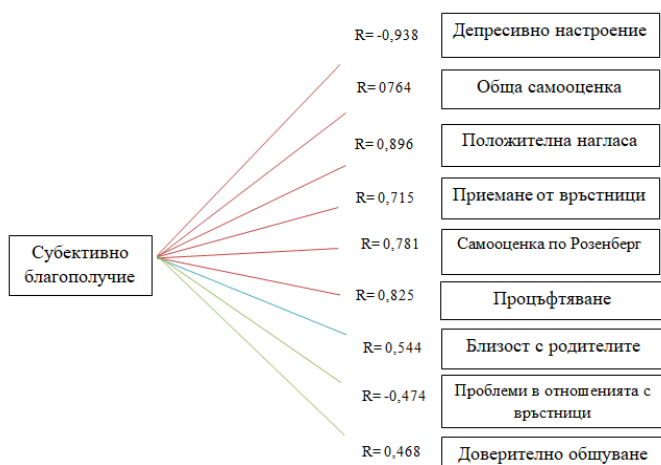 R= -0,938
Депресивно настроение
R= 0764
Обща самооценка
R= 0,896
Положителна нагласа
R= 0,715
Приемане от връстници
R= 0,781
Самооценка по Розенберг
Субективно
благополучие
R= 0,825
Процъфтяване
R= 0,544
Близост с родителите
R= -0,474
Проблеми в отношенията с
връстници
R= 0,468
Доверително общуване